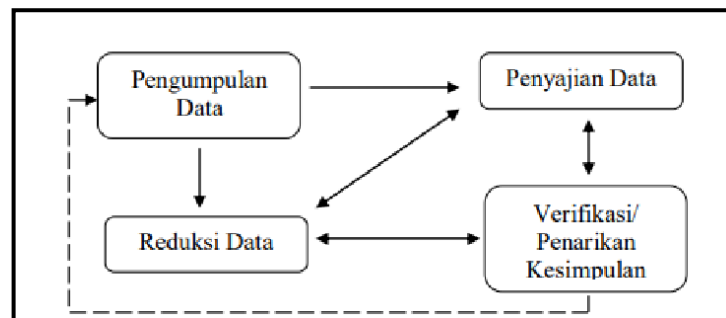 Pengumpulan
Data
Penyajian Data
Reduksi Data
Verifikasi/
Penarikan
Kesimpulan